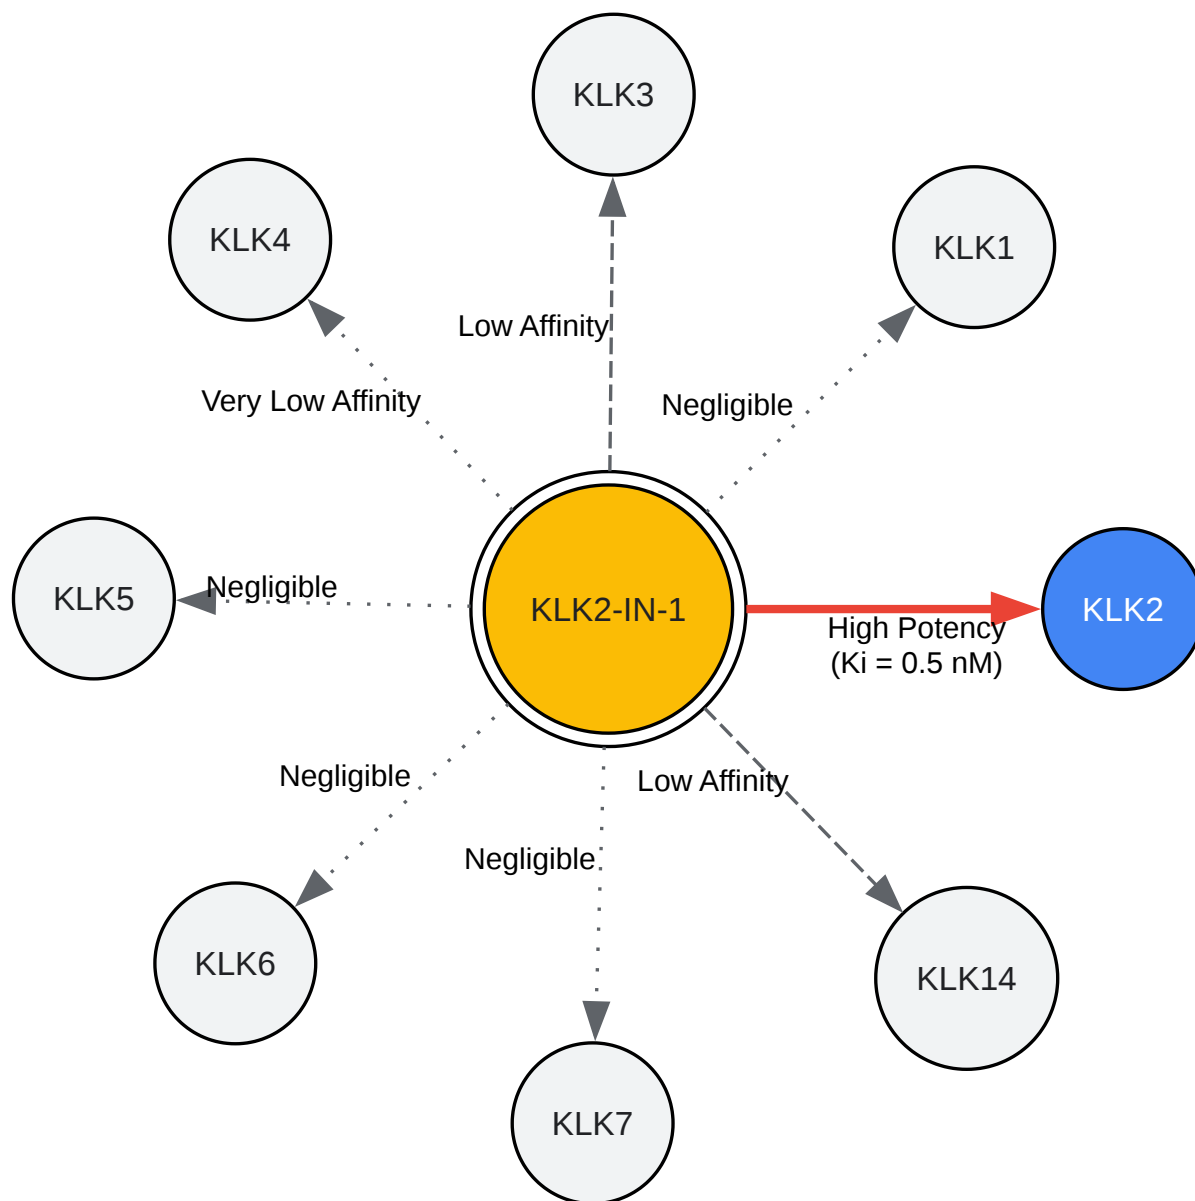 KLK3
KLK4
KLK1
Low Affinity
Very Low Affinity
Negligible
KLK5
Negligible
KLK2-IN-1
High Potency
(Ki = 0.5 nM)
KLK2
Negligible
Low Affinity
Negligible
KLK6
KLK14
KLK7